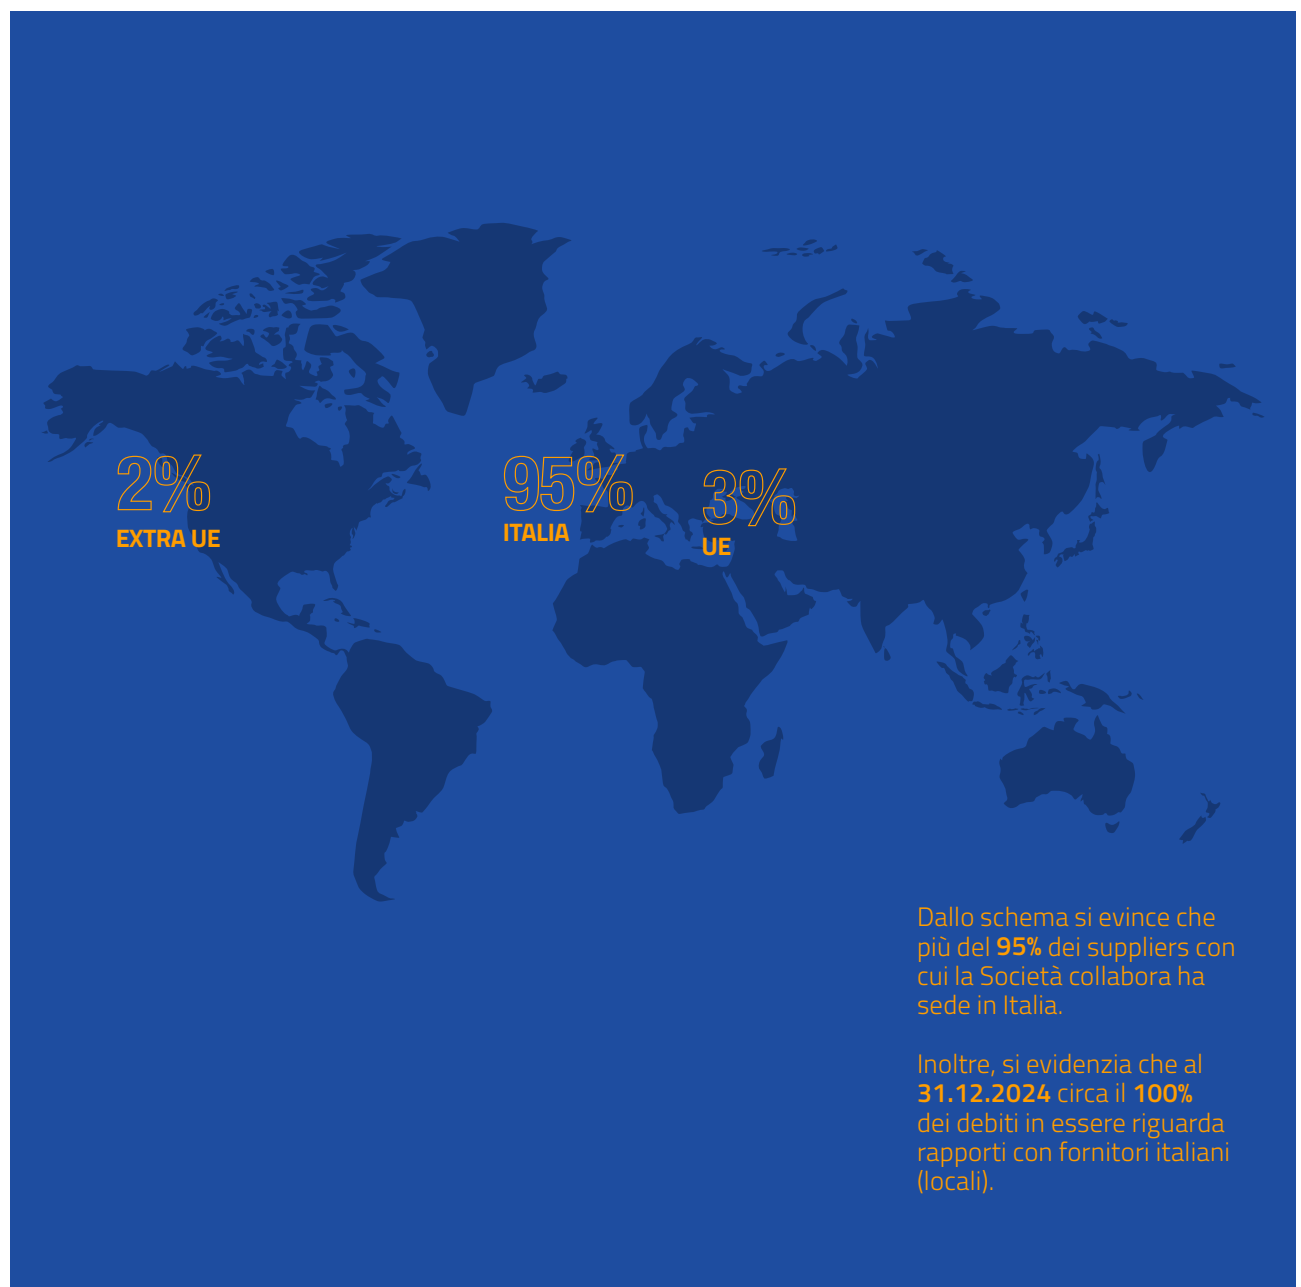 2%
EXTRA UE
95%
ITALIA
3%
UE
Dallo schema si evince che
più del 95% dei suppliers con
cui la Società collabora ha
sede in Italia.
Inoltre, si evidenzia che al
31.12.2024 circa il 100%
dei debiti in essere riguarda
rapporti con fornitori italiani
(locali).